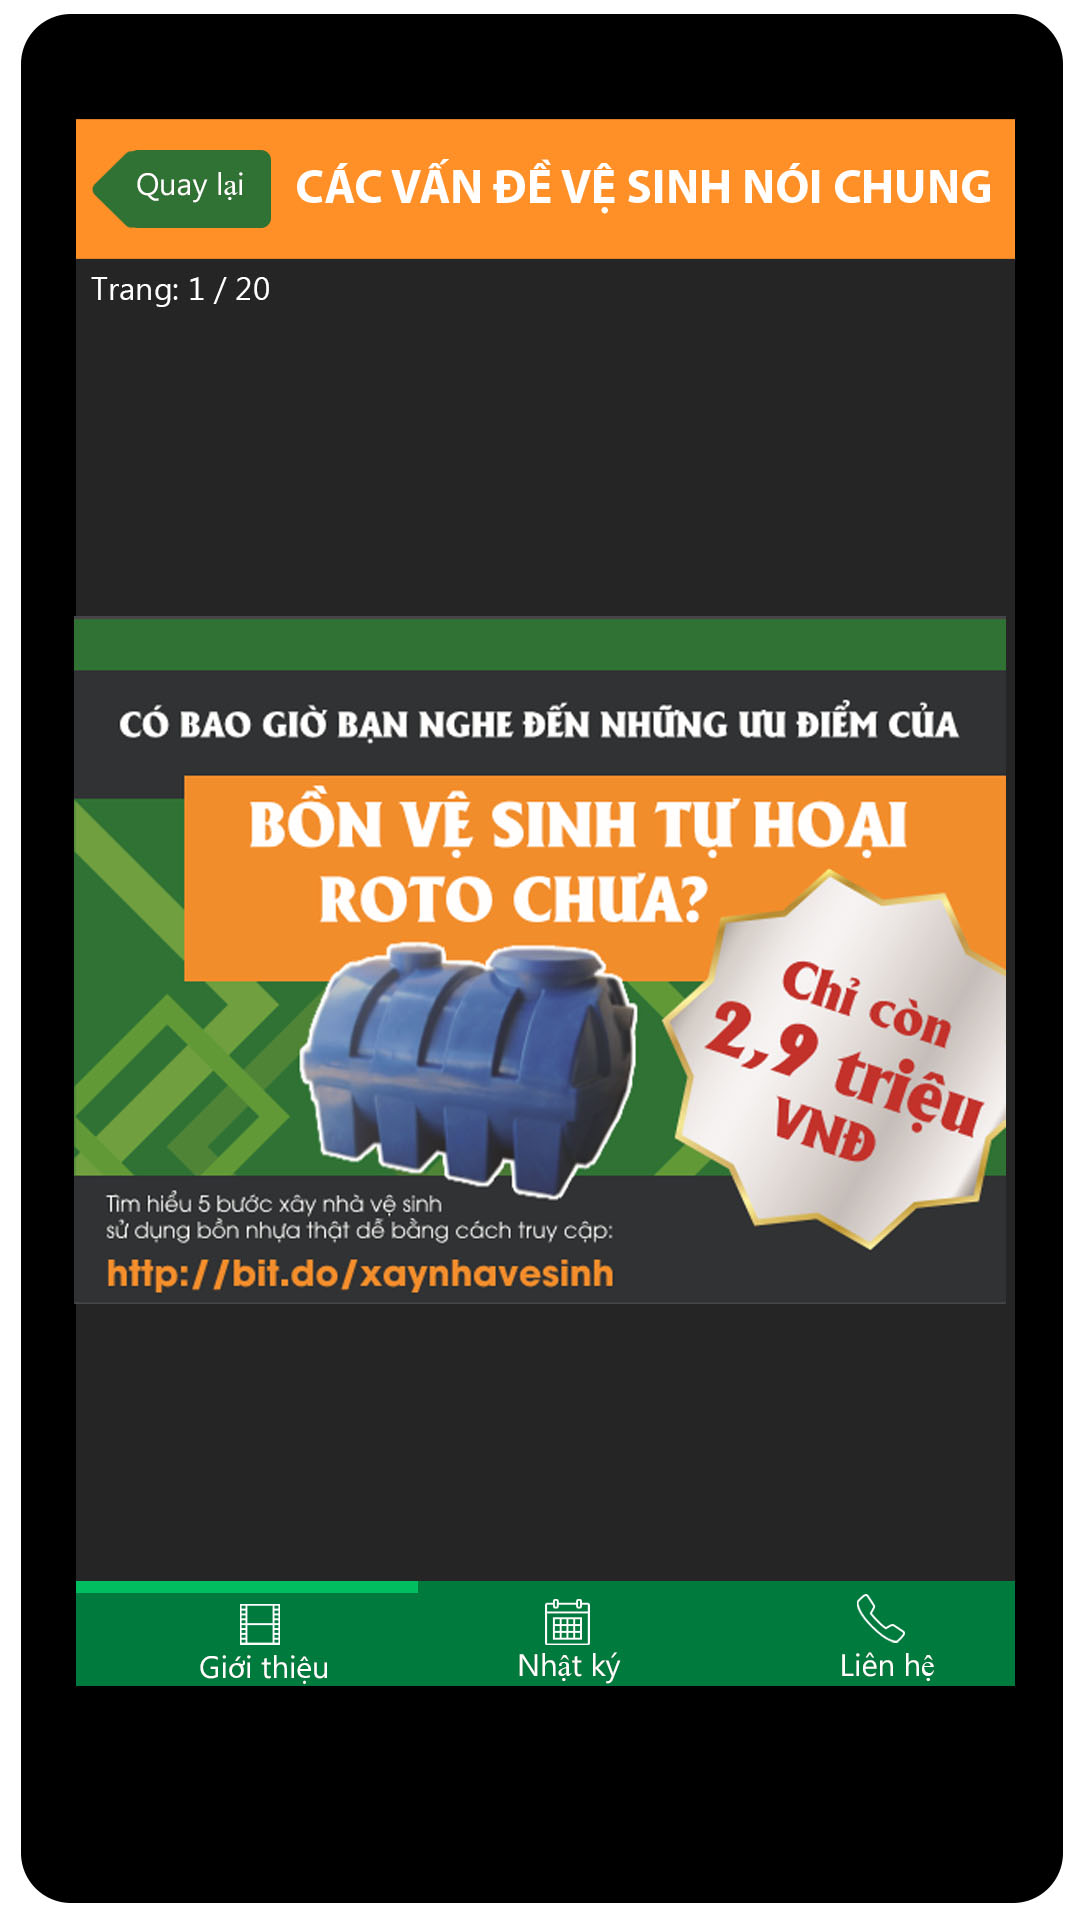 Quay lại
CÁC VẤN ĐỀ VỆ SINH NÓI CHUNG
Trang: 1 / 20
CÓ BAO GIỜ BẠN NGHE ĐẾN NHỮNG ƯU ĐIỂM CỦA
BỒN VỆ SINH TỰ HOẠI
ROTO CHƯA?
Chỉ còn
2,9 triệu
VNĐ
Tìm hiểu 5 bước xây nhà vệ sinh
sử dụng bồn nhựa thật dễ bằng cách truy cập:
http://bit.do/xaynhavesinh
Giới thiệu
Nhật ký
Liên hệ